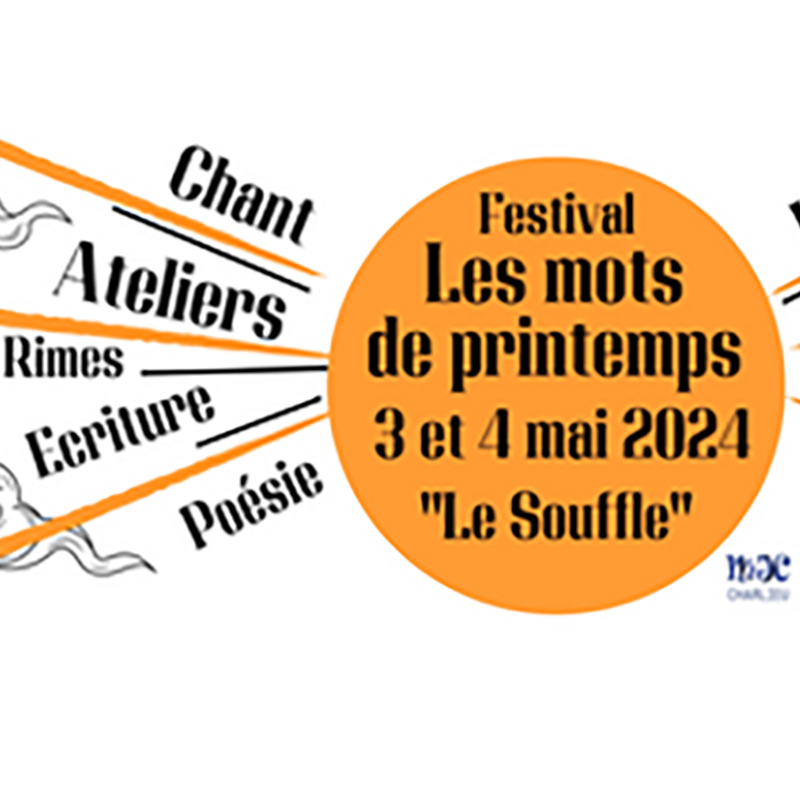 Chant
Ateliers
Rimes
Ecriture
Poésie
Festival
Les mots
de printemps
3 et 4 mai 2024
"Le Souffle"
MJC
CHARLIEU